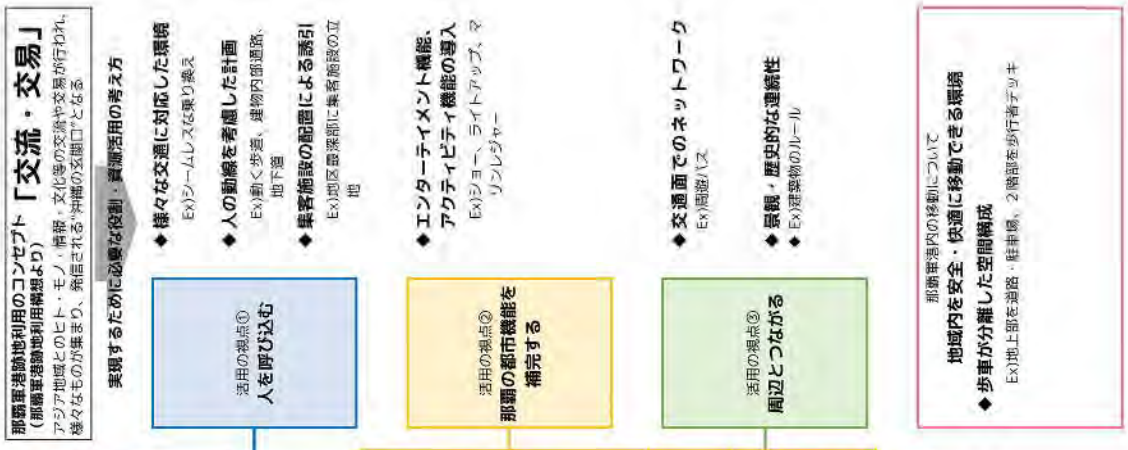 那覇軍港跡地利用のコンセプト
(那覇軍港跡地利用構想より)
「交流・交易」
アジア地域とのヒト・モノ・情報・文化等の交流や交易が行われ、
様々なものが集まり、発信される“沖縄の玄関口”となる
実現するために必要な役割・資源活用の考え方
活用の視点①
人を呼び込む
◆様々な交通に対応した環境
Ex)シームレスな乗り換え
◆人の動線を考慮した計画
Ex)動く歩道、建物内部通路、
地下道
◆集客施設の配置による誘引
Ex)地区最深部に集客施設の立
地
活用の視点②
那覇の都市機能を
補完する
◆エンターテイメント機能、
アクティビティ機能の導入
Ex)ショー、ライトアップ、マ
リンレジャー
活用の視点③
周辺とつながる
◆交通面でのネットワーク
Ex)周遊バス
◆景観・歴史的な連続性
◆Ex)建築物のルール
那覇軍港内の移動について
地域内を安全・快適に移動できる環境
◆歩車が分離した空間構成
Ex)地上部を道路・駐車場、2階部を歩行者デッキ